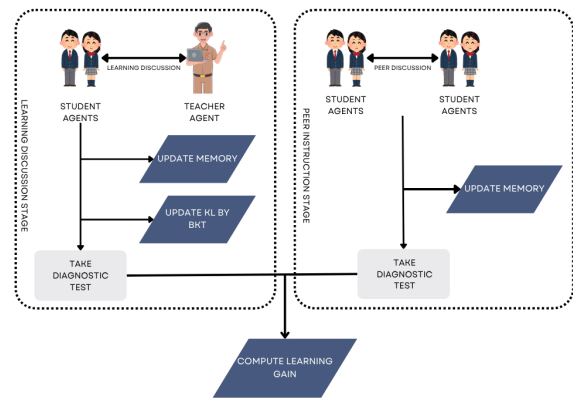 LEARNING DISCUSSION STAGE
LEARNING DISCUSSION
STUDENT
AGENTS
TEACHER
AGENT
UPDATE MEMORY
UPDATE KL BY
BKT
TAKE
DIAGNOSTIC
TEST
PEER INSTRUCTION STAGE
PEER DISCUSSION
STUDENT
AGENTS
STUDENT
AGENTS
UPDATE MEMORY
TAKE
DIAGNOSTIC
TEST
COMPUTE LEARNING
GAIN